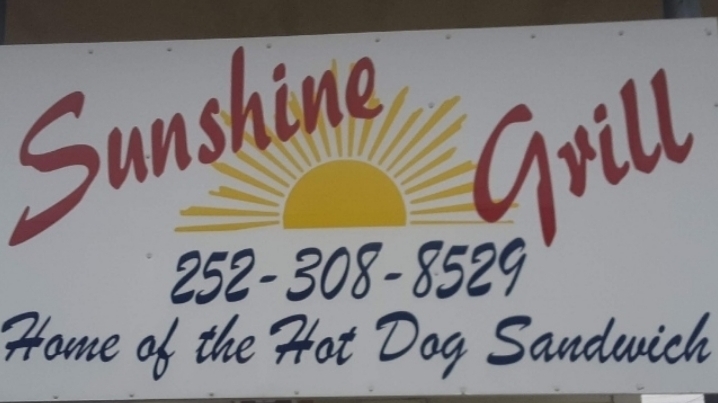 Sunshine Grill
252-308-8529
Home of the Hot Dog Sandwich